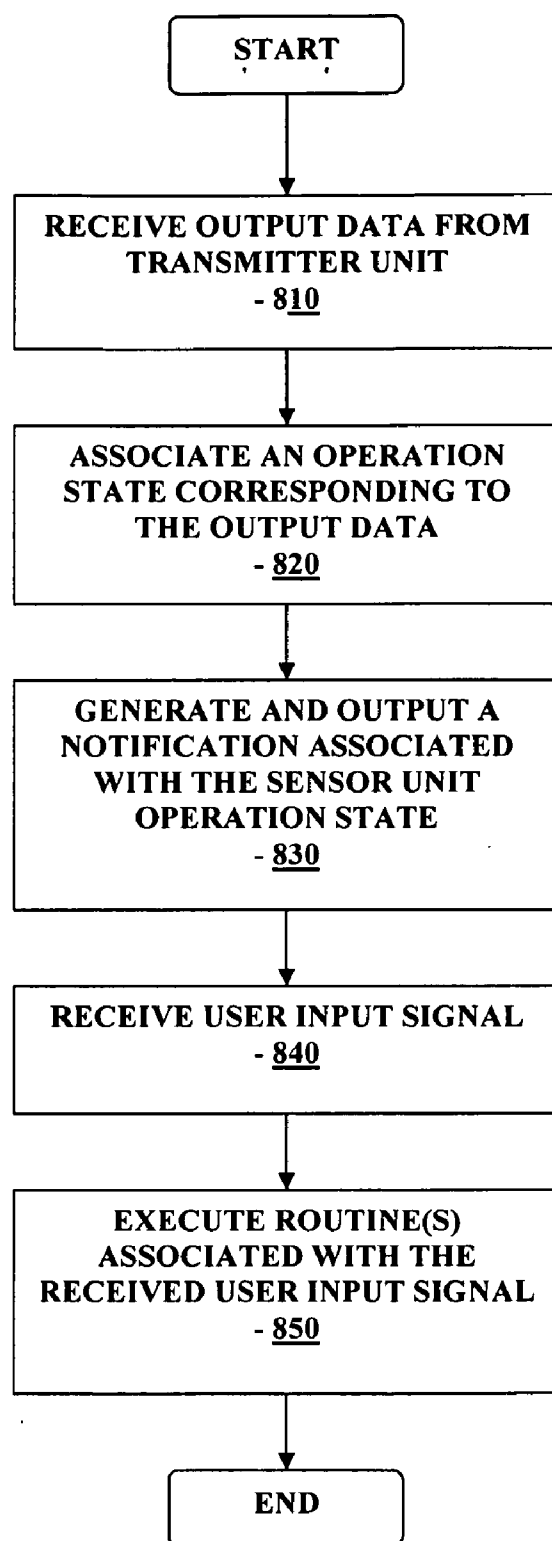 START
RECEIVE OUTPUT DATA FROM
TRANSMITTER UNIT
- 810
ASSOCIATE AN OPERATION
STATE CORRESPONDING TO
THE OUTPUT DATA
- 820
GENERATE AND OUTPUT A
NOTIFICATION ASSOCIATED
WITH THE SENSOR UNIT
OPERATION STATE
- 830
RECEIVE USER INPUT SIGNAL
- 840
EXECUTE ROUTINE(S)
ASSOCIATED WITH THE
RECEIVED USER INPUT SIGNAL
- 850
END